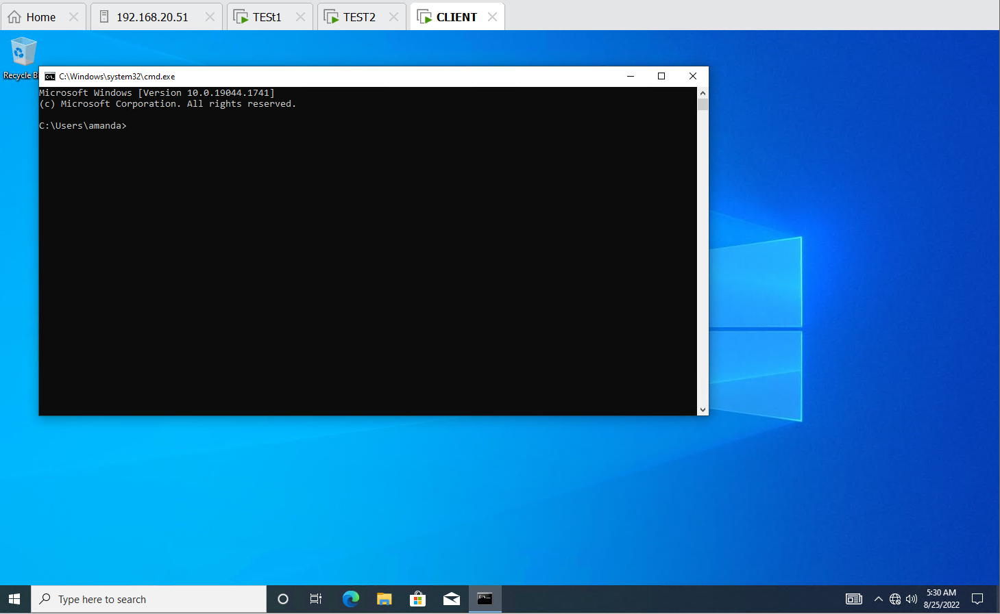 Home
192.168.20.51
TESt1
TEST2
CLIENT
Recycle B
C:\Windows\system32\cmd.exe
Microsoft Windows [Version 10.0.19044.1741]
(c) Microsoft Corporation. All rights reserved.
C:\Users\amanda>
Type here to search
5:30 AM
8/25/2022